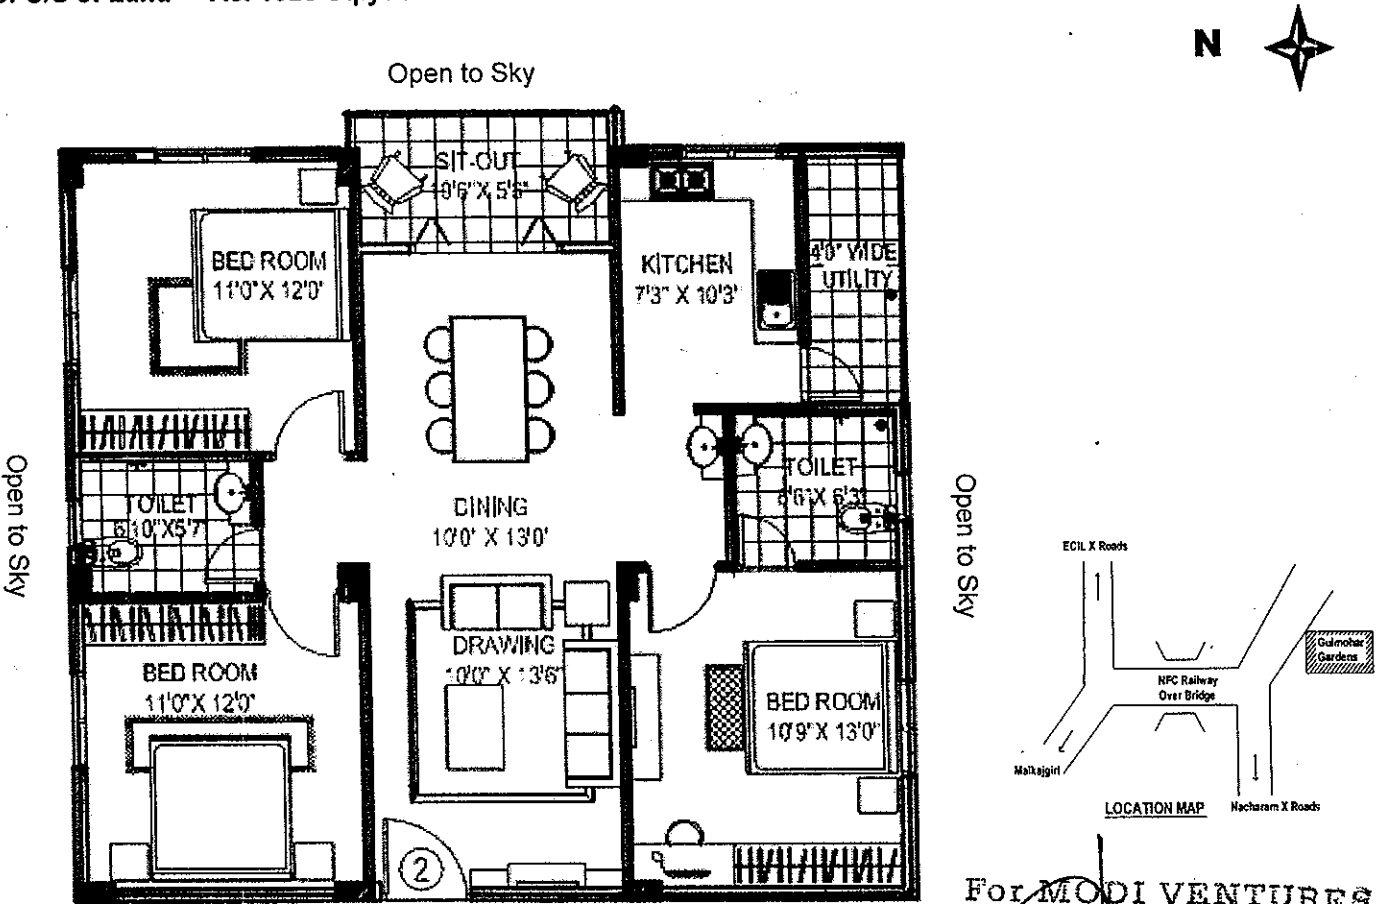 N
Open to Sky
SIT-OUT
10'6"X 5'6"
BED ROOM
11'0"X 12'0"
KITCHEN
7'3" X 10'3"
4'0" WIDE
UTILITY
TOILET
6'10"X5'7"
TOILET
8'6"X 6'3"
DINING
10'0" X 13'0"
Open to Sky
Open to Sky
DRAWING
10'0" X 13'6"
BED ROOM
11'0"X 12'0"
BED ROOM
10'9"X 13'0"
2
ECIL X Roads
Gulmohar
Gardens
NFC Railway
Over Bridge
Malkajgiri
Nacharam X Roads
LOCATION MAP
For MODI VENTURES